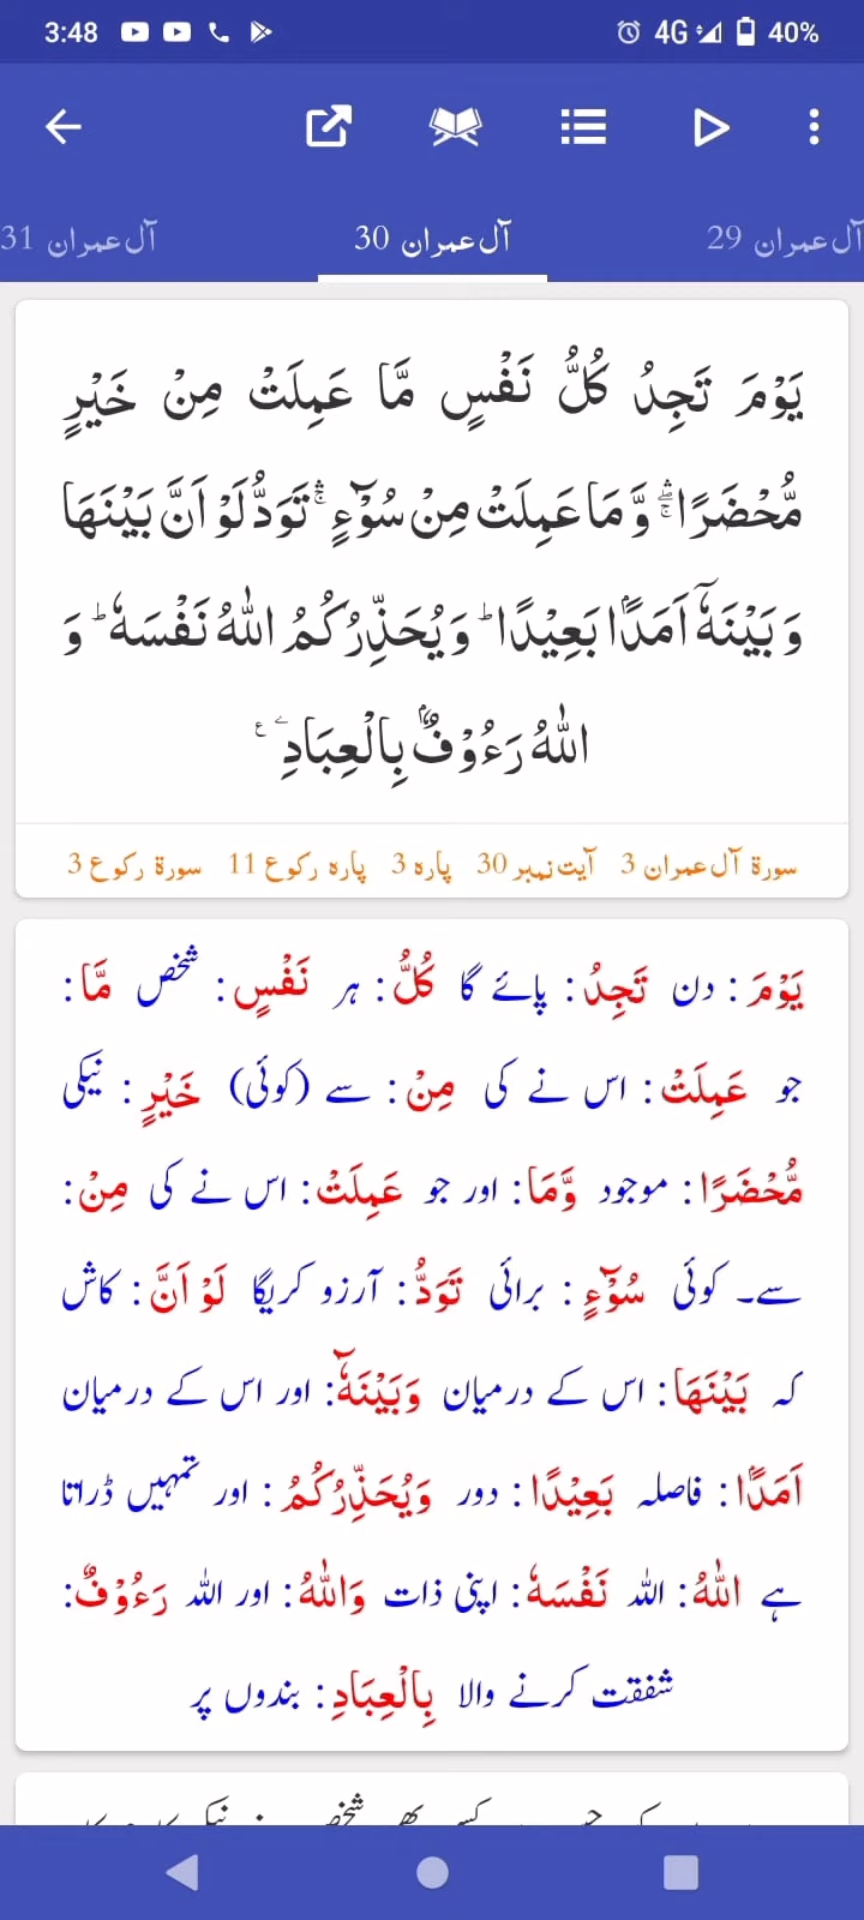 3:48
4G 40%
آل عمران 29 آل عمران 30 آل عمران 31
يَوْمَ تَجِدُ كُلُّ نَفْسٍ مَّا عَمِلَتْ مِنْ خَيْرٍ
مُّحْضَرًا ۛۖۚ وَّ مَا عَمِلَتْ مِنْ سُوْٓءٍ ۛۚ تَوَدُّ لَوْ اَنَّ بَيْنَهَا
وَ بَيْنَهٗۤ اَمَدًۢا بَعِيْدًا ؕ وَ يُحَذِّرُكُمُ اللّٰهُ نَفْسَهٗ ؕ وَ
اللّٰهُ رَءُوْفٌۢ بِالْعِبَادِ ۧ
سورۃ آل عمران 3 آیت نمبر 30 پارہ 3 پارہ رکوع 11 سورۃ رکوع 3
يَوْمَ : دن تَجِدُ : پائے گا كُلُّ : ہر نَفْسٍ : شخص مَّا :
جو عَمِلَتْ : اس نے کی مِنْ : سے (کوئی) خَيْرٍ : نیکی
مُّحْضَرًا : موجود وَّمَا : اور جو عَمِلَتْ : اس نے کی مِنْ :
سے۔ کوئی سُوْٓءٍ : برائی تَوَدُّ : آرزو کریگا لَوْ اَنَّ : کاش
کہ بَيْنَهَا : اس کے درمیان وَبَيْنَهٗٓ : اور اس کے درمیان
اَمَدًۢا : فاصلہ بَعِيْدًا : دور وَيُحَذِّرُكُمُ : اور تمہیں ڈراتا
ہے اللّٰهُ : اللہ نَفْسَهٗ : اپنی ذات وَاللّٰهُ : اور اللہ رَءُوْفٌۢ :
شفقت کرنے والا بِالْعِبَادِ : بندوں پر